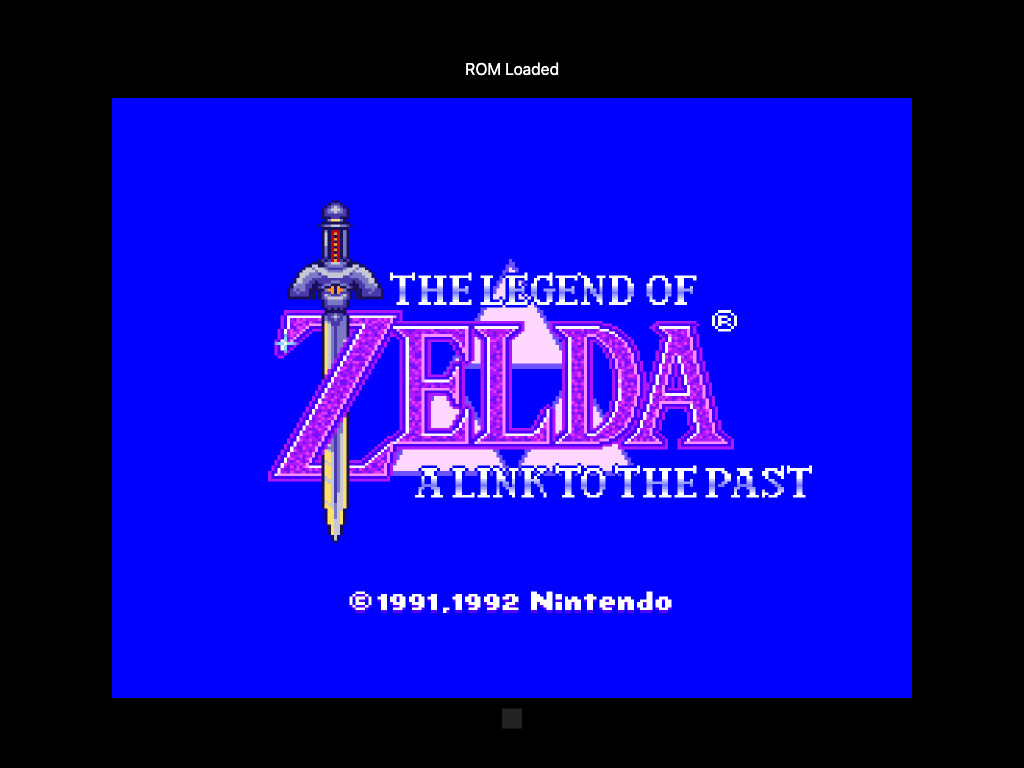 ROM Loaded
THE LEGEND OF
ZELDA®
A LINK TO THE PAST
©1991,1992 Nintendo